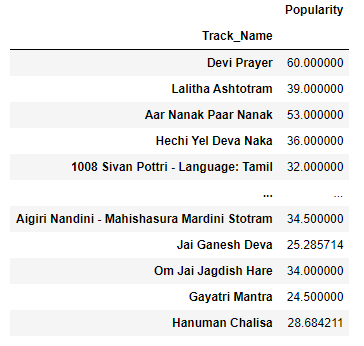 Popularity
Track_Name
Devi Prayer 60.000000
Lalitha Ashtotram 39.000000
Aar Nanak Paar Nanak 53.000000
Hechi Yel Deva Naka 36.000000
1008 Sivan Pottri - Language: Tamil 32.000000
... ...
Aigiri Nandini - Mahishasura Mardini Stotram 34.500000
Jai Ganesh Deva 25.285714
Om Jai Jagdish Hare 34.000000
Gayatri Mantra 24.500000
Hanuman Chalisa 28.684211